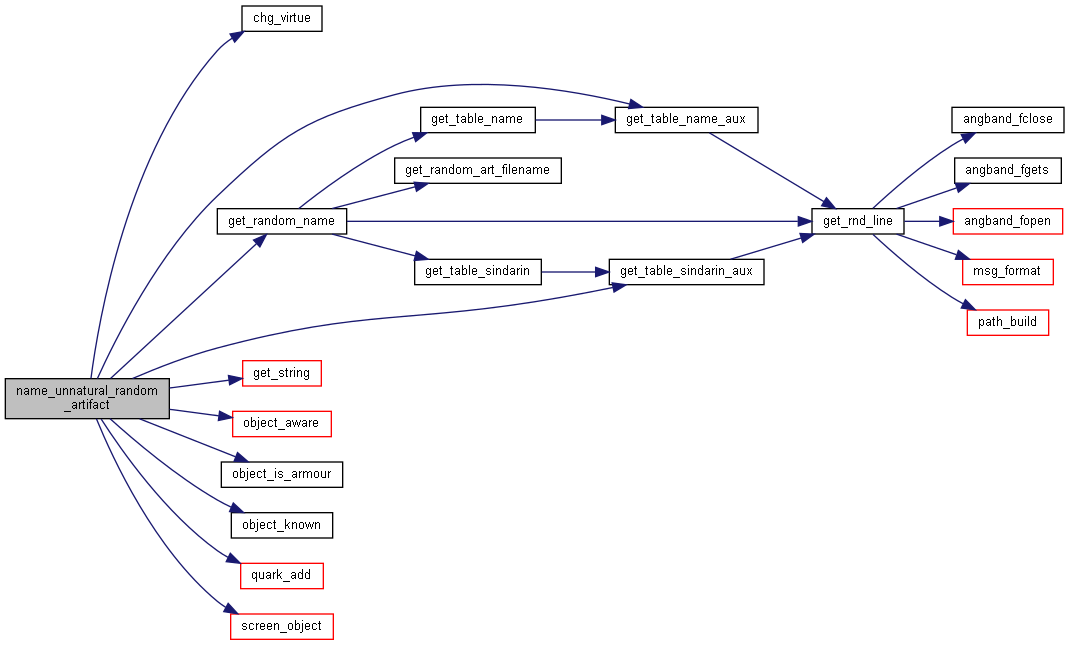 chg_virtue
get_table_name
get_table_name_aux
angband_fclose
get_random_art_filename
angband_fgets
get_random_name
get_rnd_line
angband_fopen
get_table_sindarin
get_table_sindarin_aux
msg_format
path_build
get_string
name_unnatural_random
_artifact
object_aware
object_is_armour
object_known
quark_add
screen_object